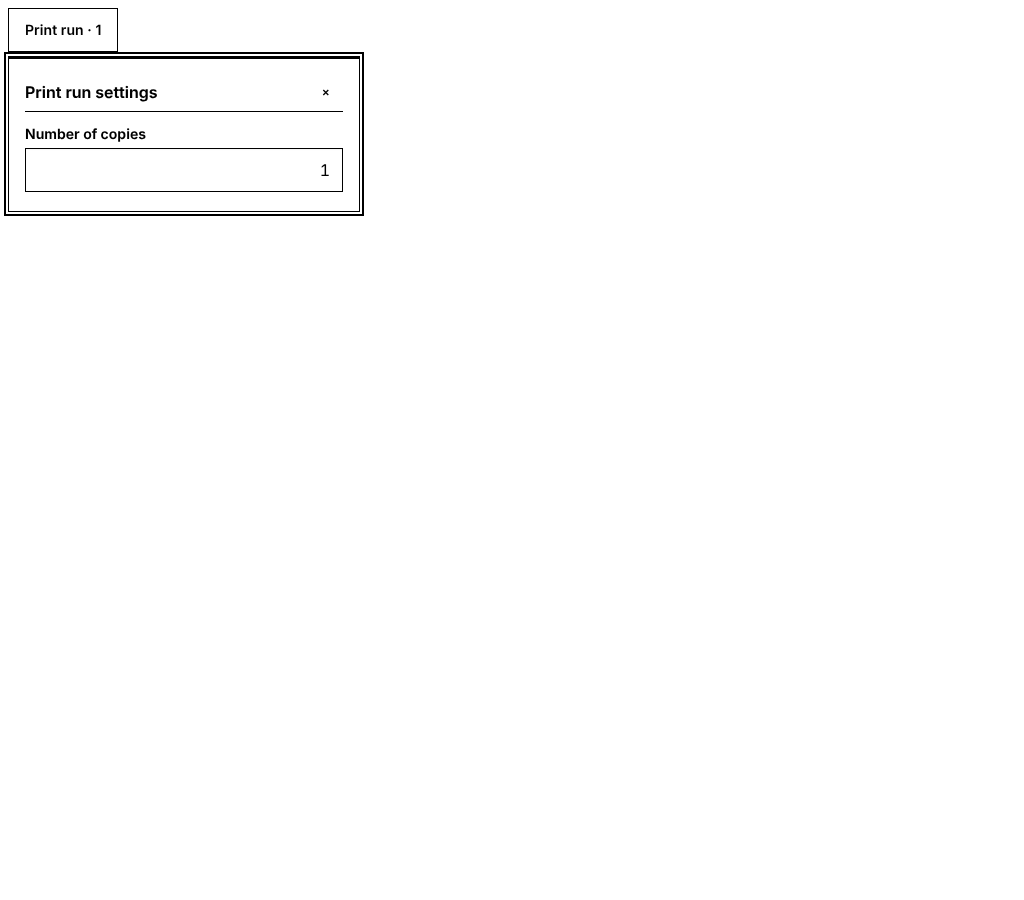 Print run · 1
Print run settings
×
Number of copies
1